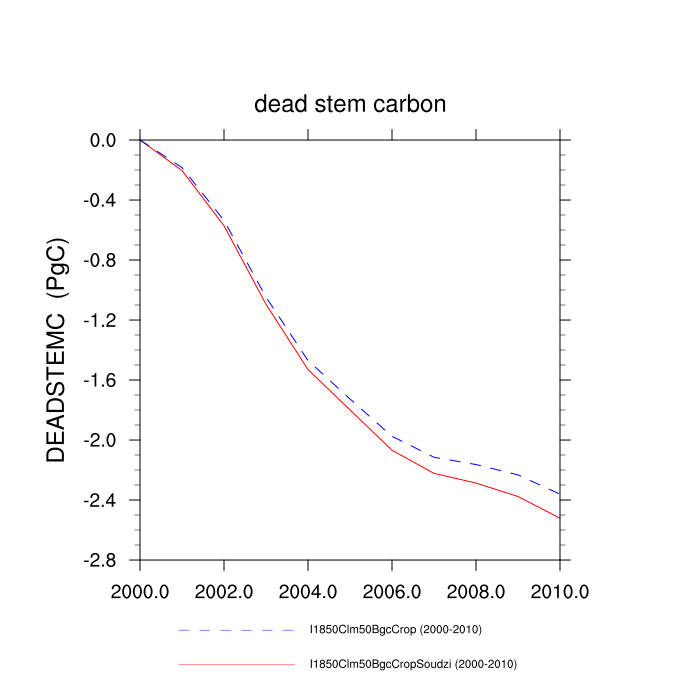 dead stem carbon
DEADSTEMC (PgC)
0.0
-0.4
-0.8
-1.2
-1.6
-2.0
-2.4
-2.8
2000.0 2002.0 2004.0 2006.0 2008.0 2010.0
I1850Clm50BgcCrop (2000-2010)
I1850Clm50BgcCropSoudzi (2000-2010)